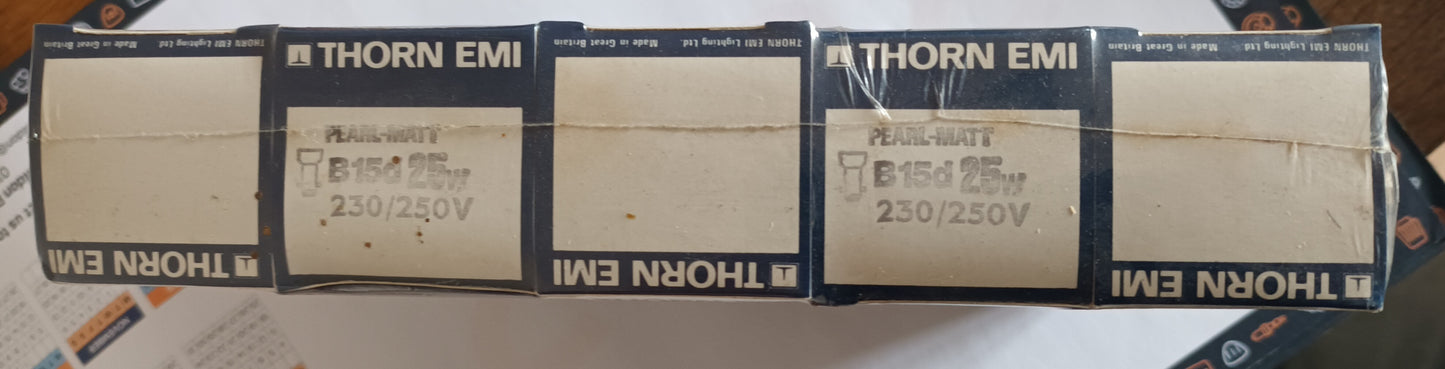 THORN EMI Lighting Ltd. Made in Great Britain
THORN EMI
THORN EMI
PEARL-MATT
B15d 25W
230/250V
THORN EMI Lighting Ltd. Made in Great Britain
THORN EMI
THORN EMI
PEARL-MATT
B15d 25W
230/250V
THORN EMI Lighting Ltd. Made in Great Britain
THORN EMI
NOVEMBER